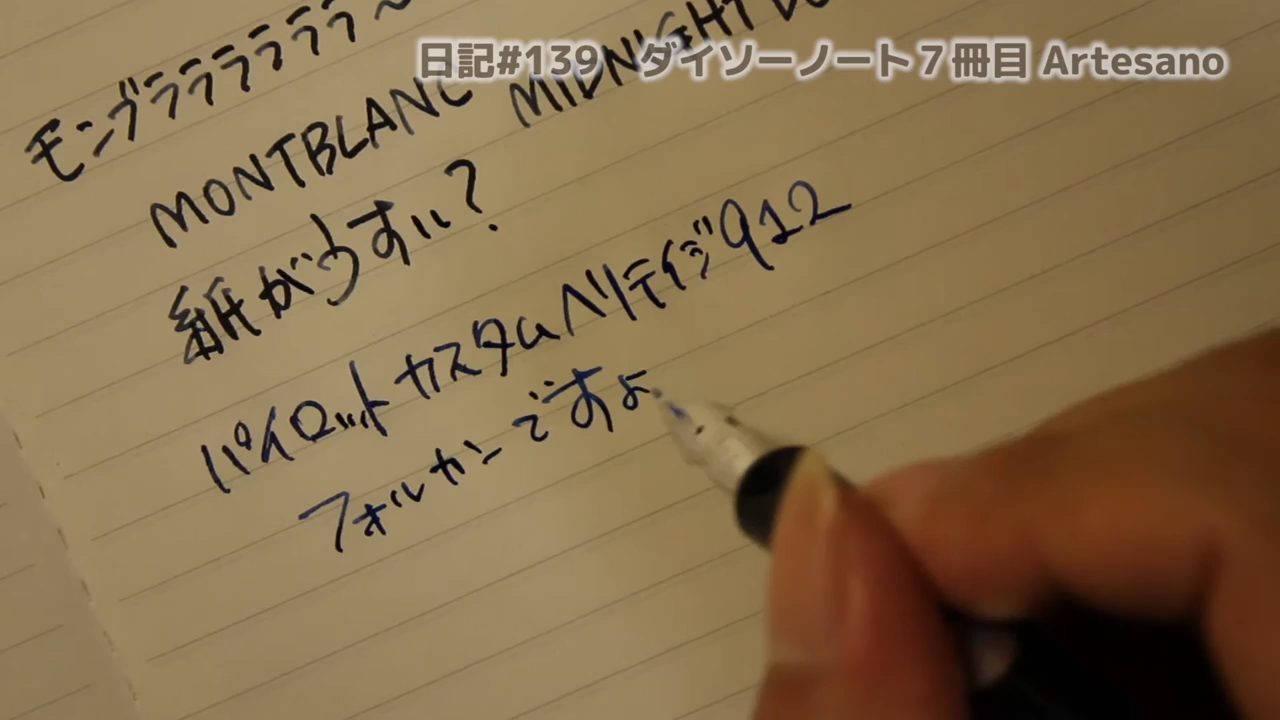 日記#139 ダイソーノート７冊目 Artesano
モンブラララララ〜
MONTBLANC MIDNIGHT
紙がうすい?
パイロットカスタムヘリテイジ912
フォルカンですよ